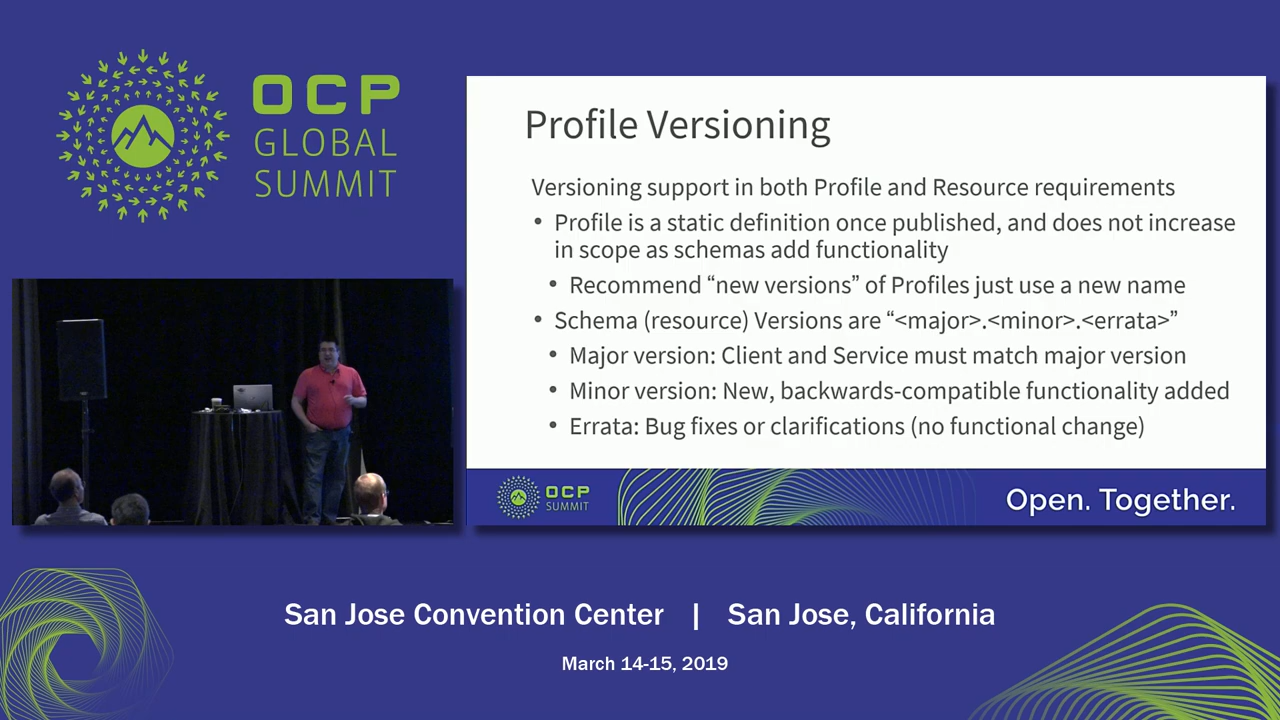 OCP
GLOBAL
SUMMIT
Profile Versioning
Versioning support in both Profile and Resource requirements
• Profile is a static definition once published, and does not increase
in scope as schemas add functionality
• Recommend “new versions” of Profiles just use a new name
• Schema (resource) Versions are “<major>.<minor>.<errata>”
• Major version: Client and Service must match major version
• Minor version: New, backwards-compatible functionality added
• Errata: Bug fixes or clarifications (no functional change)
OCP
SUMMIT
Open. Together.
San Jose Convention Center | San Jose, California
March 14-15, 2019